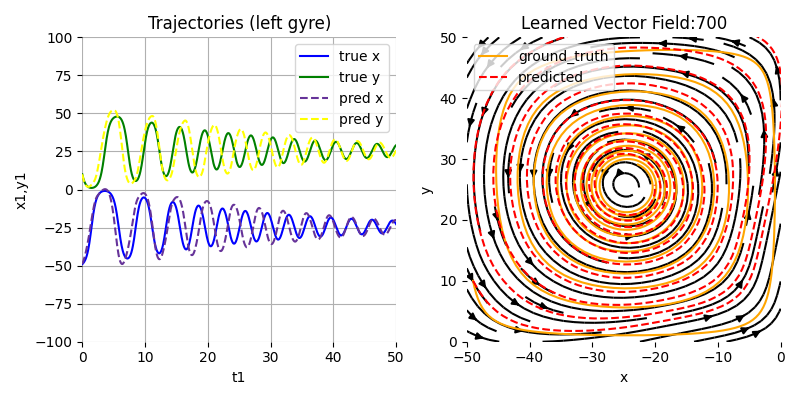 Trajectories (left gyre)
100
75
50
25
0
−25
−50
−75
−100
x1,y1
0
10
20
30
40
50
t1
true x
true y
pred x
pred y
Learned Vector Field:700
50
40
30
20
10
0
y
−50
−40
−30
−20
−10
0
x
ground_truth
predicted